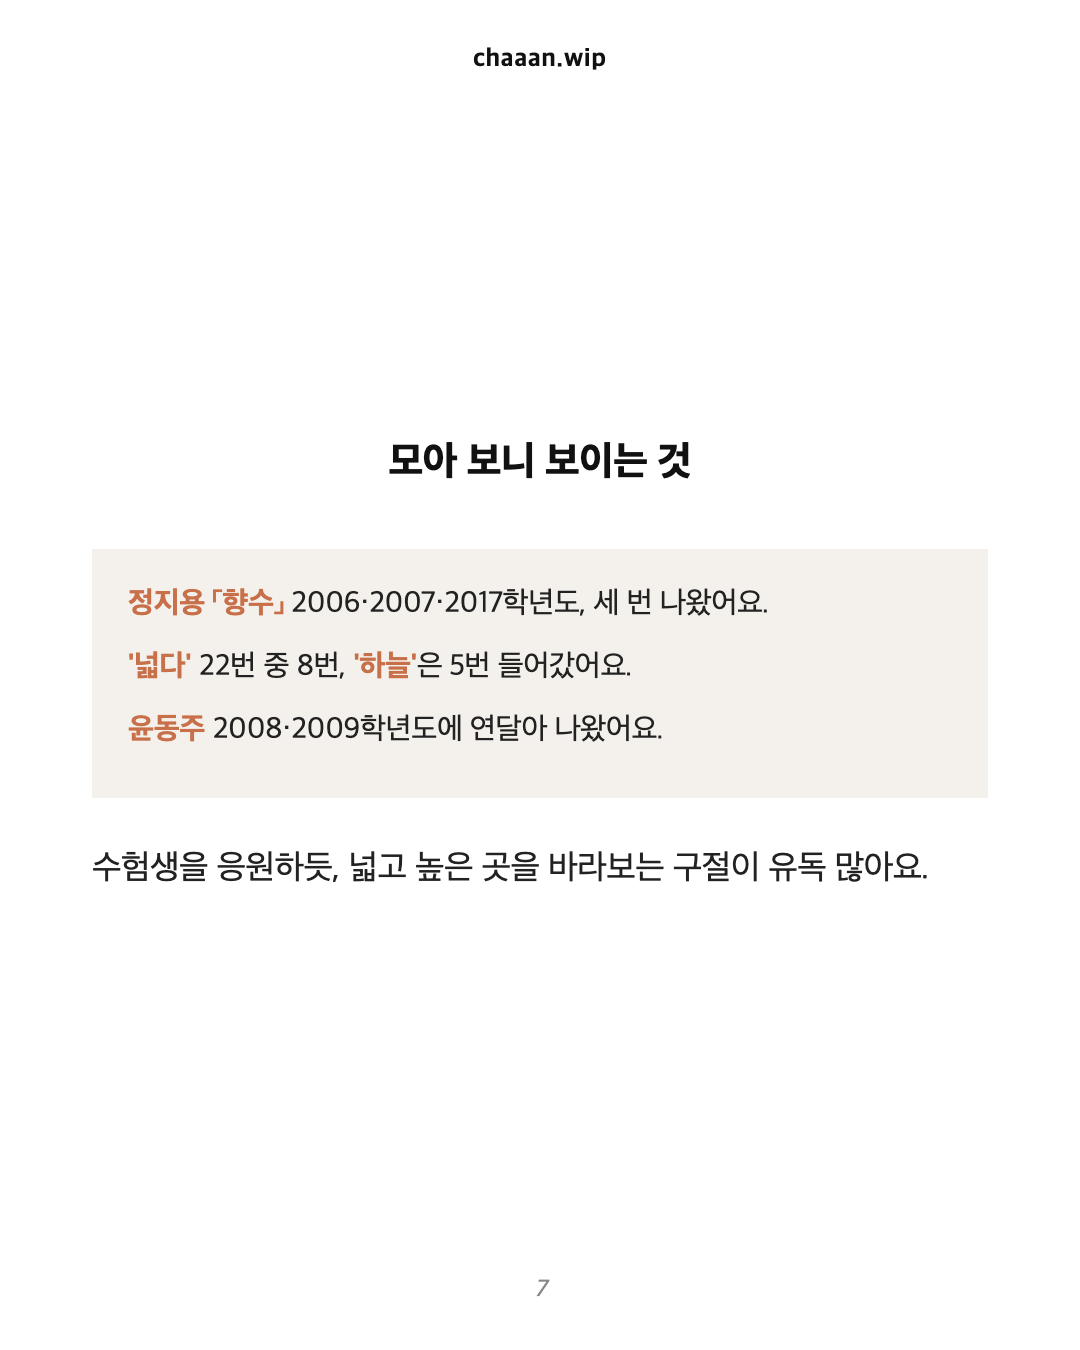 chaaan.wip
모아 보니 보이는 것
정지용 「향수」 2006·2007·2017학년도, 세 번 나왔어요.
'넓다' 22번 중 8번, '하늘'은 5번 들어갔어요.
윤동주 2008·2009학년도에 연달아 나왔어요.
수험생을 응원하듯, 넓고 높은 곳을 바라보는 구절이 유독 많아요.
7